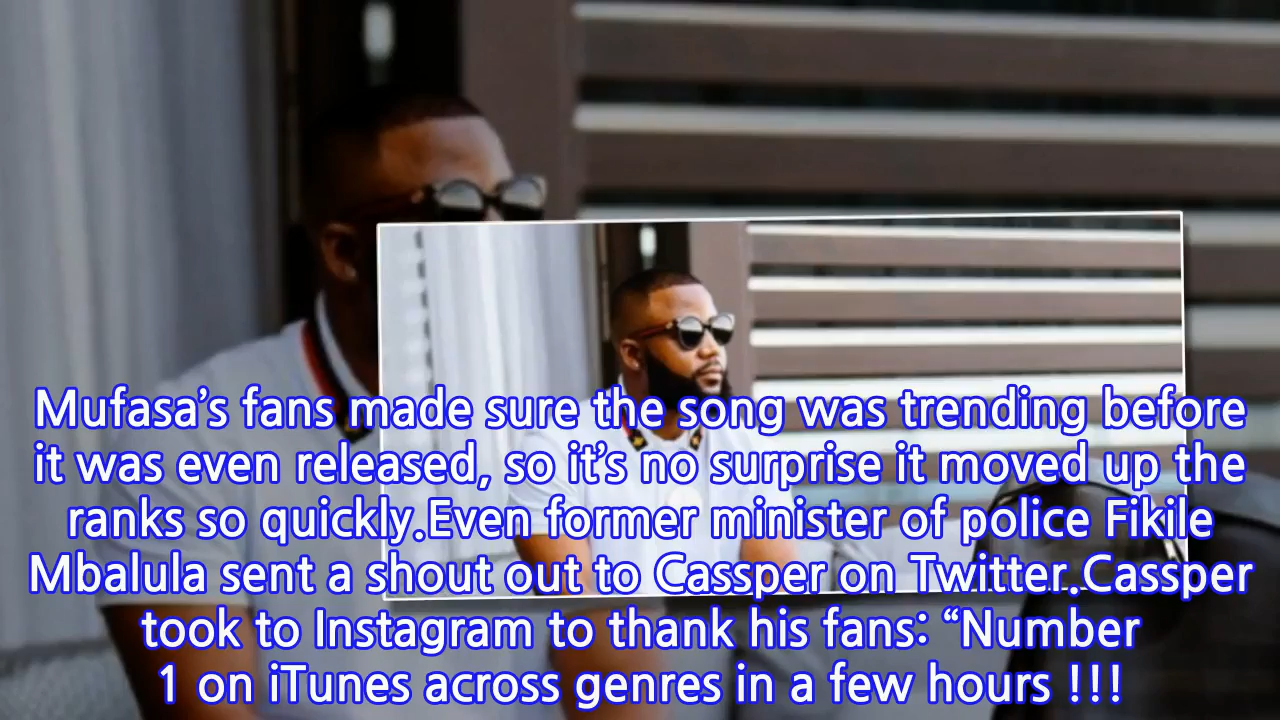 Mufasa’s fans made sure the song was trending before
it was even released, so it’s no surprise it moved up the
ranks so quickly.Even former minister of police Fikile
Mbalula sent a shout out to Cassper on Twitter.Cassper
took to Instagram to thank his fans: “Number
1 on iTunes across genres in a few hours !!!